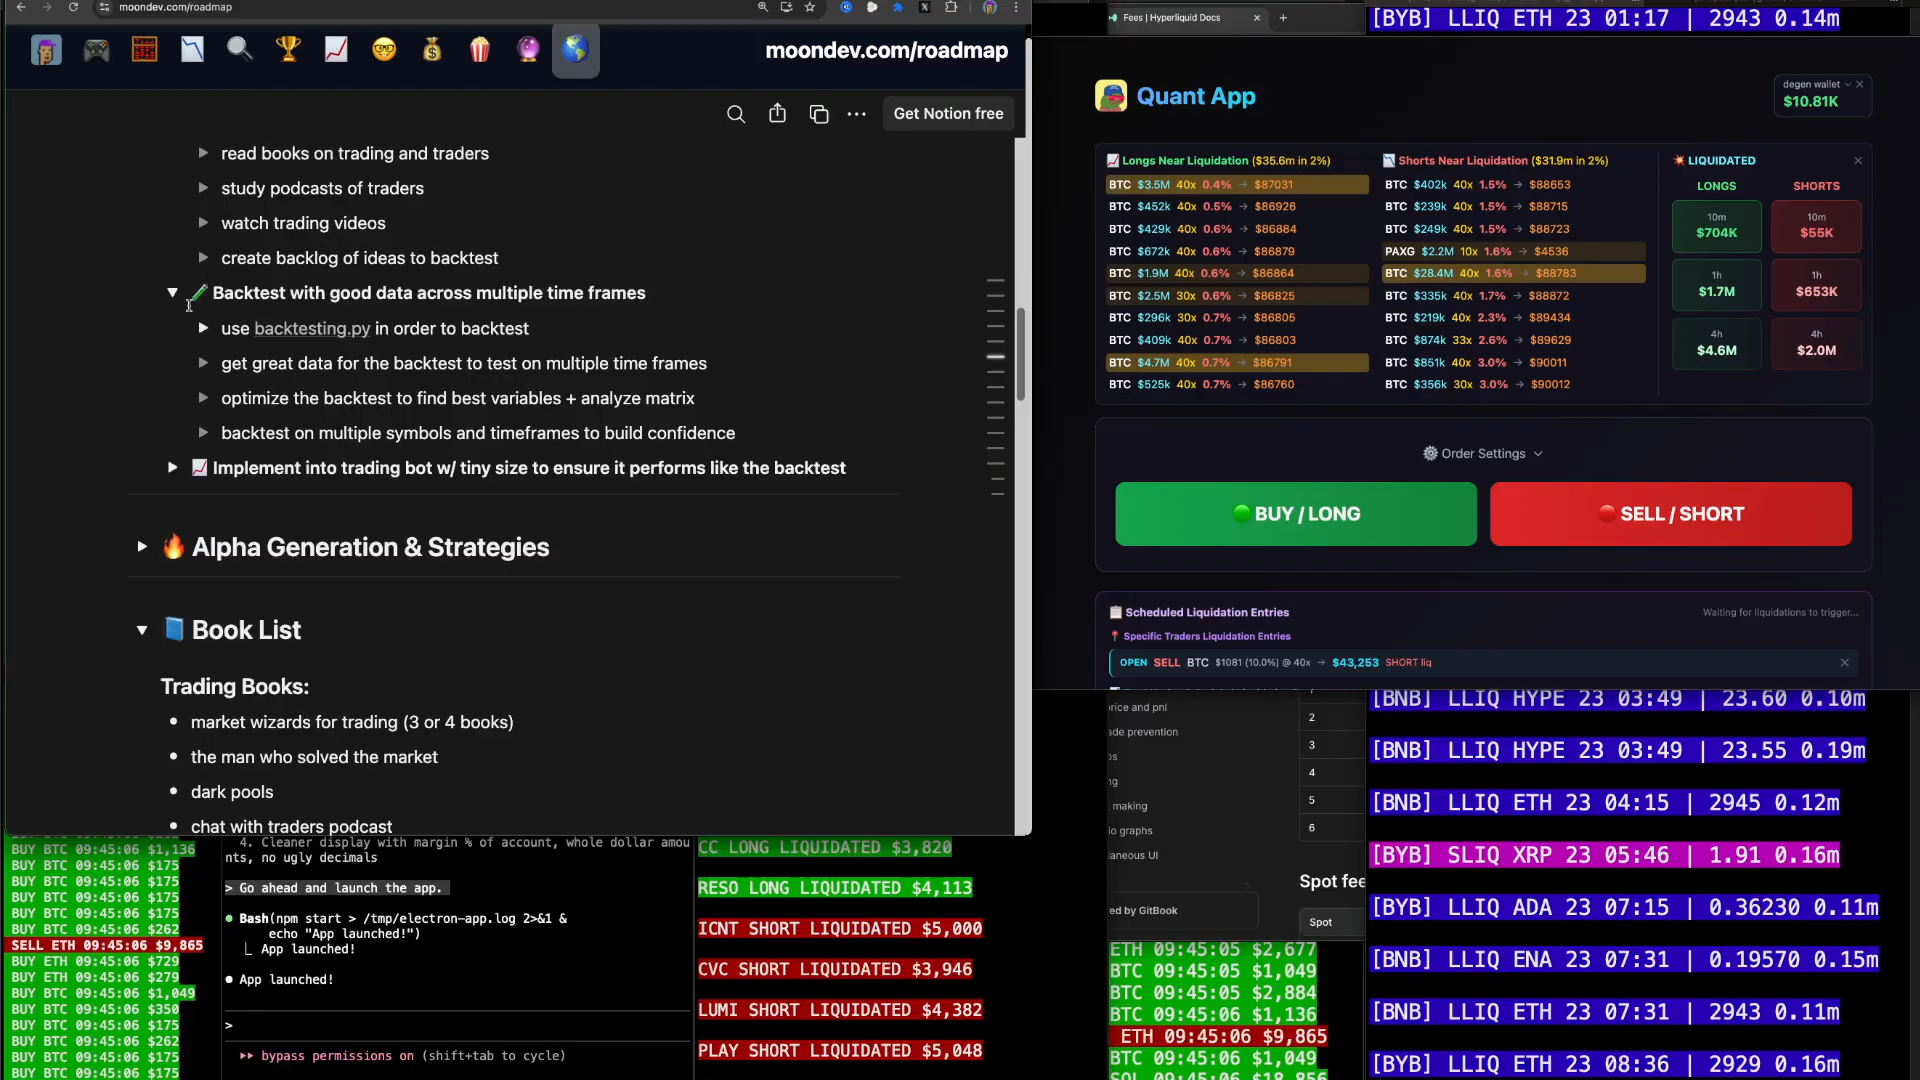 moondev.com/roadmap
moondev.com/roadmap
Get Notion free
read books on trading and traders
study podcasts of traders
watch trading videos
create backlog of ideas to backtest
Backtest with good data across multiple time frames
use backtesting.py in order to backtest
get great data for the backtest to test on multiple time frames
optimize the backtest to find best variables + analyze matrix
backtest on multiple symbols and timeframes to build confidence
Implement into trading bot w/ tiny size to ensure it performs like the backtest
Alpha Generation & Strategies
Book List
Trading Books:
market wizards for trading (3 or 4 books)
the man who solved the market
dark pools
chat with traders podcast
Fees | Hyperliquid Docs
[BYB] LLIQ ETH 23 01:17 | 2943 0.14m
Quant App
degen wallet
$10.81K
Longs Near Liquidation ($35.6m in 2%)
BTC $3.5M 40x 0.4% → $87031
BTC $452k 40x 0.5% → $86926
BTC $429k 40x 0.6% → $86884
BTC $672k 40x 0.6% → $86879
BTC $1.9M 40x 0.6% → $86864
BTC $2.5M 30x 0.6% → $86825
BTC $296k 30x 0.7% → $86805
BTC $409k 40x 0.7% → $86803
BTC $4.7M 40x 0.7% → $86791
BTC $525k 40x 0.7% → $86760
Shorts Near Liquidation ($31.9m in 2%)
BTC $402k 40x 1.5% → $88653
BTC $239k 40x 1.5% → $88715
BTC $249k 40x 1.5% → $88723
PAXG $2.2M 10x 1.6% → $4536
BTC $28.4M 40x 1.6% → $88783
BTC $335k 40x 1.7% → $88872
BTC $219k 40x 2.3% → $89434
BTC $874k 33x 2.6% → $89629
BTC $851k 40x 3.0% → $90011
BTC $356k 30x 3.0% → $90012
LIQUIDATED
LONGS SHORTS
10m 10m
$704K $55K
1h 1h
$1.7M $653K
4h 4h
$4.6M $2.0M
Order Settings
BUY / LONG
SELL / SHORT
Scheduled Liquidation Entries
Waiting for liquidations to trigger...
Specific Traders Liquidation Entries
OPEN SELL BTC $1081 (10.0%) @ 40x → $43,253 SHORT liq
BUY BTC 09:45:06 $1,136
BUY BTC 09:45:06 $175
BUY BTC 09:45:06 $175
BUY BTC 09:45:06 $175
BUY BTC 09:45:06 $175
BUY BTC 09:45:06 $262
SELL ETH 09:45:06 $9,865
BUY ETH 09:45:06 $729
BUY ETH 09:45:06 $279
BUY BTC 09:45:06 $1,049
BUY BTC 09:45:06 $350
BUY BTC 09:45:06 $175
BUY BTC 09:45:06 $262
BUY BTC 09:45:06 $175
BUY BTC 09:45:06 $175
4. Cleaner display with margin % of account, whole dollar amou
nts, no ugly decimals
> Go ahead and launch the app.
Bash(npm start > /tmp/electron-app.log 2>&1 &
echo "App launched!")
App launched!
App launched!
>
bypass permissions on (shift+tab to cycle)
CC LONG LIQUIDATED $3,820
RESO LONG LIQUIDATED $4,113
ICNT SHORT LIQUIDATED $5,000
CVC SHORT LIQUIDATED $3,946
LUMI SHORT LIQUIDATED $4,382
PLAY SHORT LIQUIDATED $5,048
rice and pnl
ade prevention
ng
making
io graphs
aneous UI
2
3
4
5
6
Spot fee
ed by GitBook
Spot
ETH 09:45:05 $2,677
BTC 09:45:05 $1,049
BTC 09:45:05 $2,884
BTC 09:45:06 $1,136
ETH 09:45:06 $9,865
BTC 09:45:06 $1,049
SOL 09:45:06 $18,856
[BNB] LLIQ HYPE 23 03:49 | 23.60 0.10m
[BNB] LLIQ HYPE 23 03:49 | 23.55 0.19m
[BNB] LLIQ ETH 23 04:15 | 2945 0.12m
[BYB] SLIQ XRP 23 05:46 | 1.91 0.16m
[BYB] LLIQ ADA 23 07:15 | 0.36230 0.11m
[BNB] LLIQ ENA 23 07:31 | 0.19570 0.15m
[BNB] LLIQ ETH 23 07:31 | 2943 0.11m
[BYB] LLIQ ETH 23 08:36 | 2929 0.16m